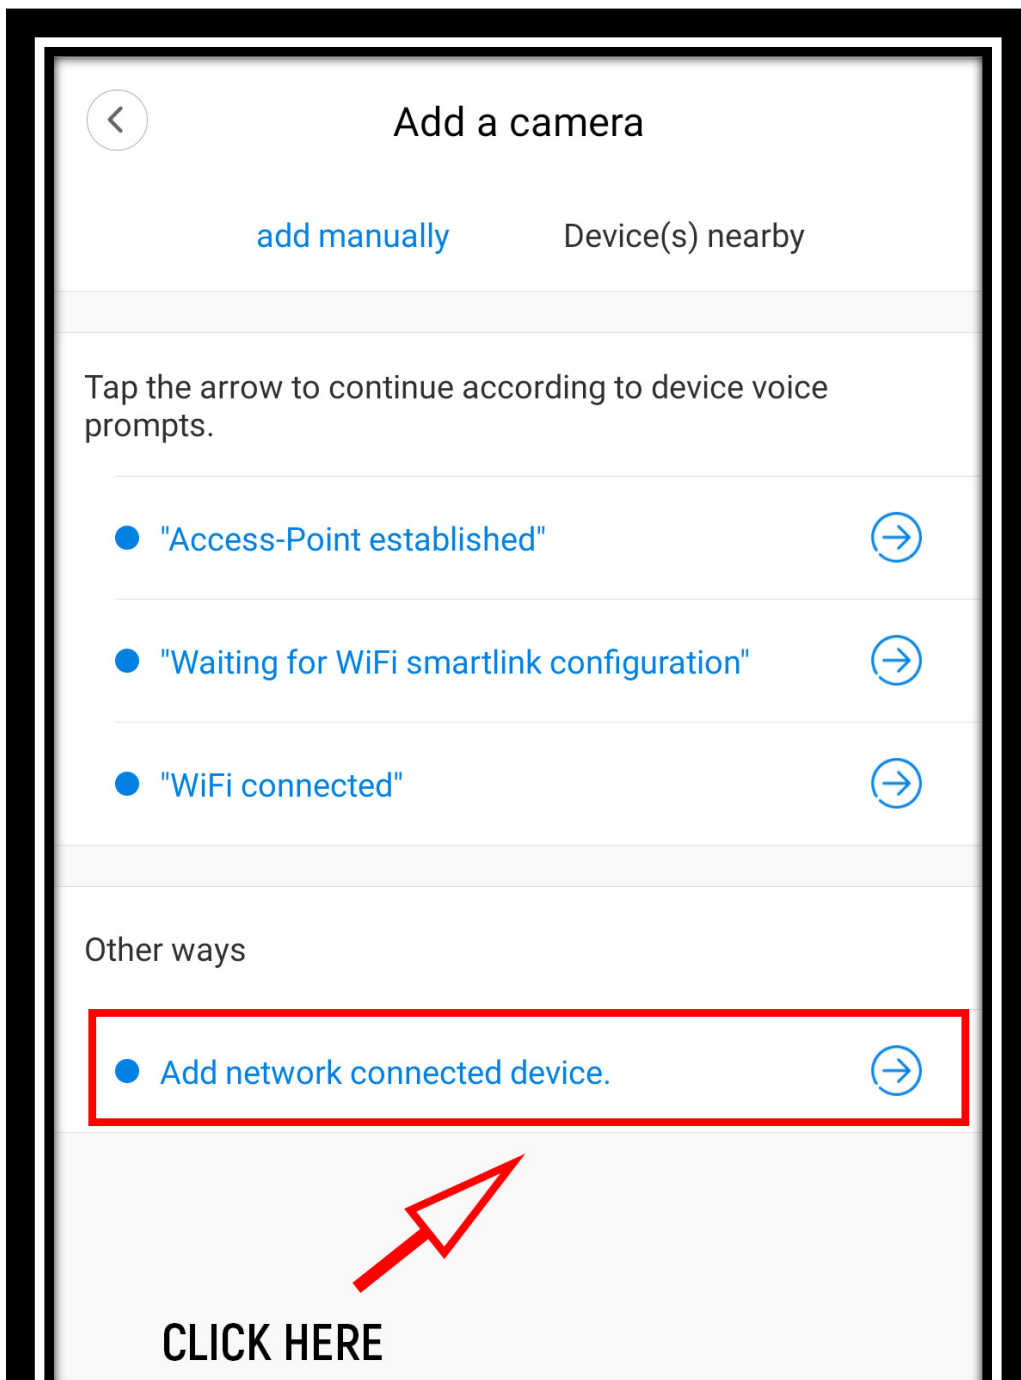 Add a camera
add manually Device(s) nearby
Tap the arrow to continue according to device voice
prompts.
"Access-Point established"
"Waiting for WiFi smartlink configuration"
"WiFi connected"
Other ways
Add network connected device.
CLICK HERE